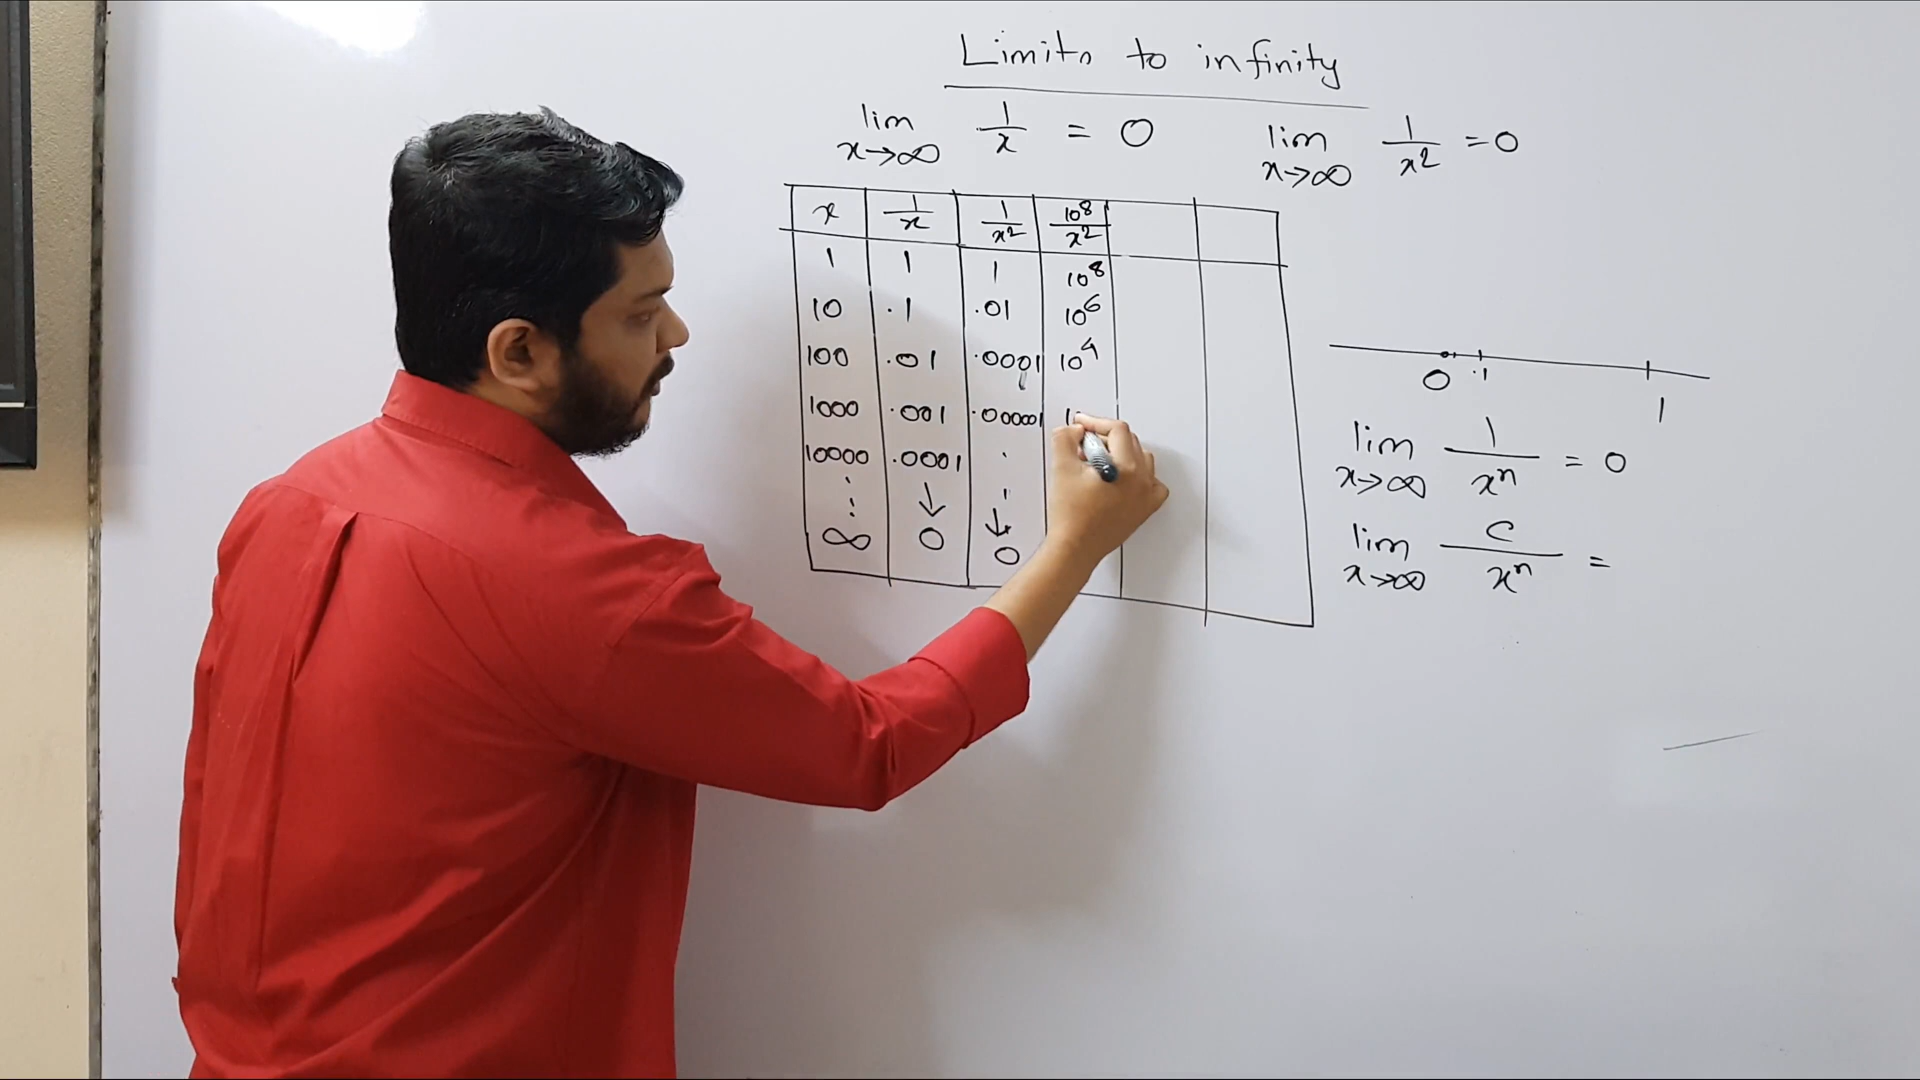 Limits to infinity
lim x→∞ 1/x = 0
lim x→∞ 1/x² = 0
x 1/x 1/x² 10⁸/x²
1 1 1 10⁸
10 .1 .01 10⁶
100 .01 .0001 10⁴
1000 .001 .00001 1
10000 .0001 .
⋮ ↓ ↓
∞ 0 0
0 .1 1
lim x→∞ 1/xⁿ = 0
lim x→∞ C/xⁿ =